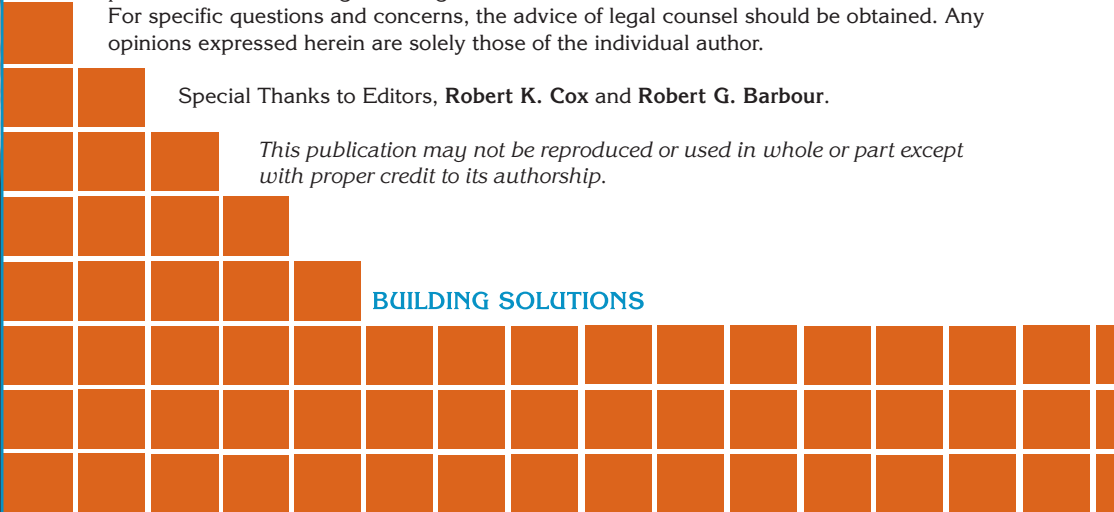 For specific questions and concerns, the advice of legal counsel should be obtained. Any
opinions expressed herein are solely those of the individual author.
Special Thanks to Editors, Robert K. Cox and Robert G. Barbour.
This publication may not be reproduced or used in whole or part except
with proper credit to its authorship.
BUILDING SOLUTIONS